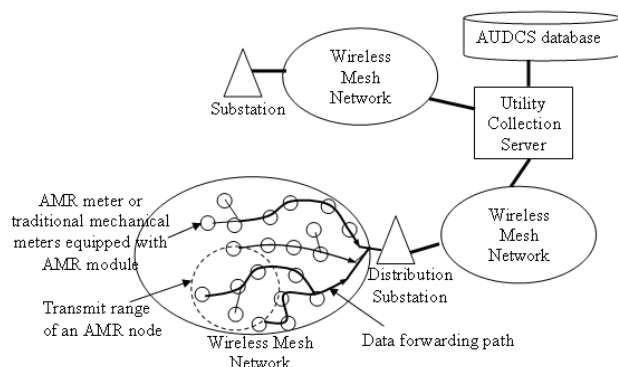 AUDCS database
Wireless
Mesh
Network
Substation
Utility
Collection
Server
AMR meter or
traditional mechanical
meters equipped with
AMR module
Wireless
Mesh
Network
Distribution
Substation
Transmit range
of an AMR node
Wireless Mesh
Network
Data forwarding path